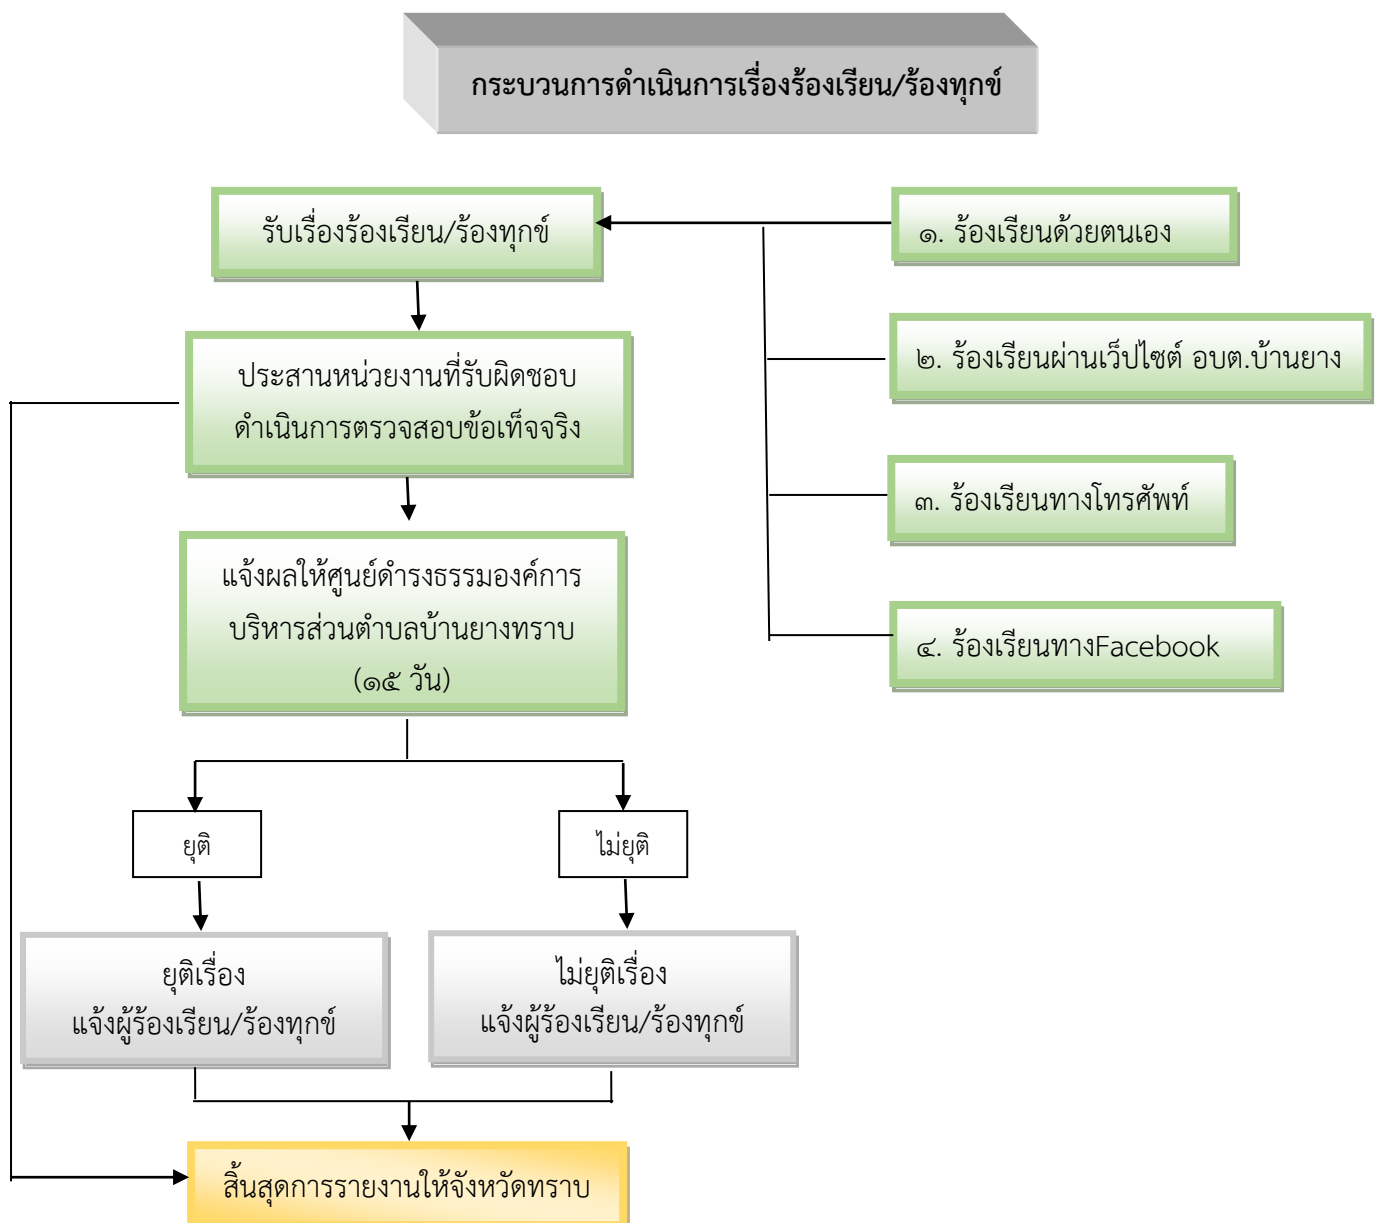 กระบวนการดำเนินการเรื่องร้องเรียน/ร้องทุกข์
รับเรื่องร้องเรียน/ร้องทุกข์
๑. ร้องเรียนด้วยตนเอง
๒. ร้องเรียนผ่านเว็ปไซต์ อบต.บ้านยาง
๓. ร้องเรียนทางโทรศัพท์
๔. ร้องเรียนทางFacebook
ประสานหน่วยงานที่รับผิดชอบ
ดำเนินการตรวจสอบข้อเท็จจริง
แจ้งผลให้ศูนย์ดำรงธรรมองค์การ
บริหารส่วนตำบลบ้านยางทราบ
(๑๕ วัน)
ยุติ
ไม่ยุติ
ยุติเรื่อง
แจ้งผู้ร้องเรียน/ร้องทุกข์
ไม่ยุติเรื่อง
แจ้งผู้ร้องเรียน/ร้องทุกข์
สิ้นสุดการรายงานให้จังหวัดทราบ